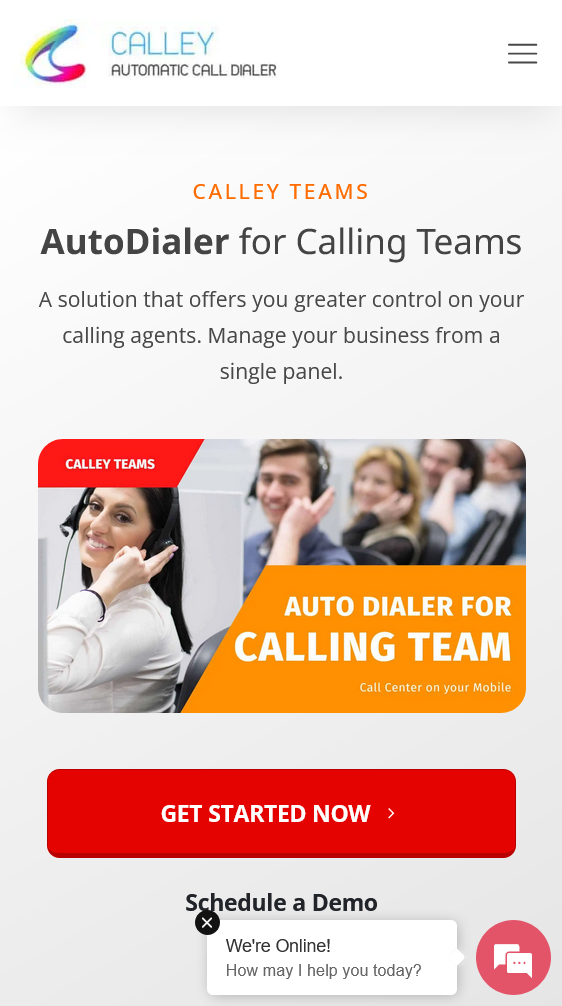 CALLEY
AUTOMATIC CALL DIALER
CALLEY TEAMS
AutoDialer for Calling Teams
A solution that offers you greater control on your
calling agents. Manage your business from a
single panel.
CALLEY TEAMS
AUTO DIALER FOR
CALLING TEAM
Call Center on your Mobile
GET STARTED NOW
Schedule a Demo
We're Online!
How may I help you today?